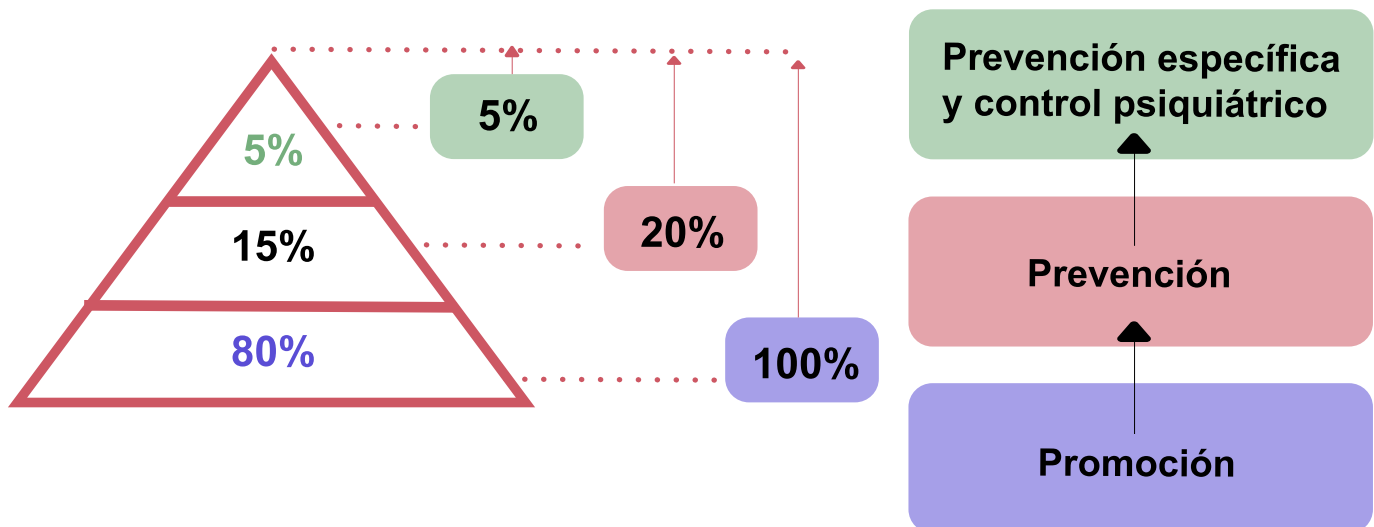 5%
15%
80%
5%
20%
100%
Prevención específica
y control psiquiátrico
Prevención
Promoción